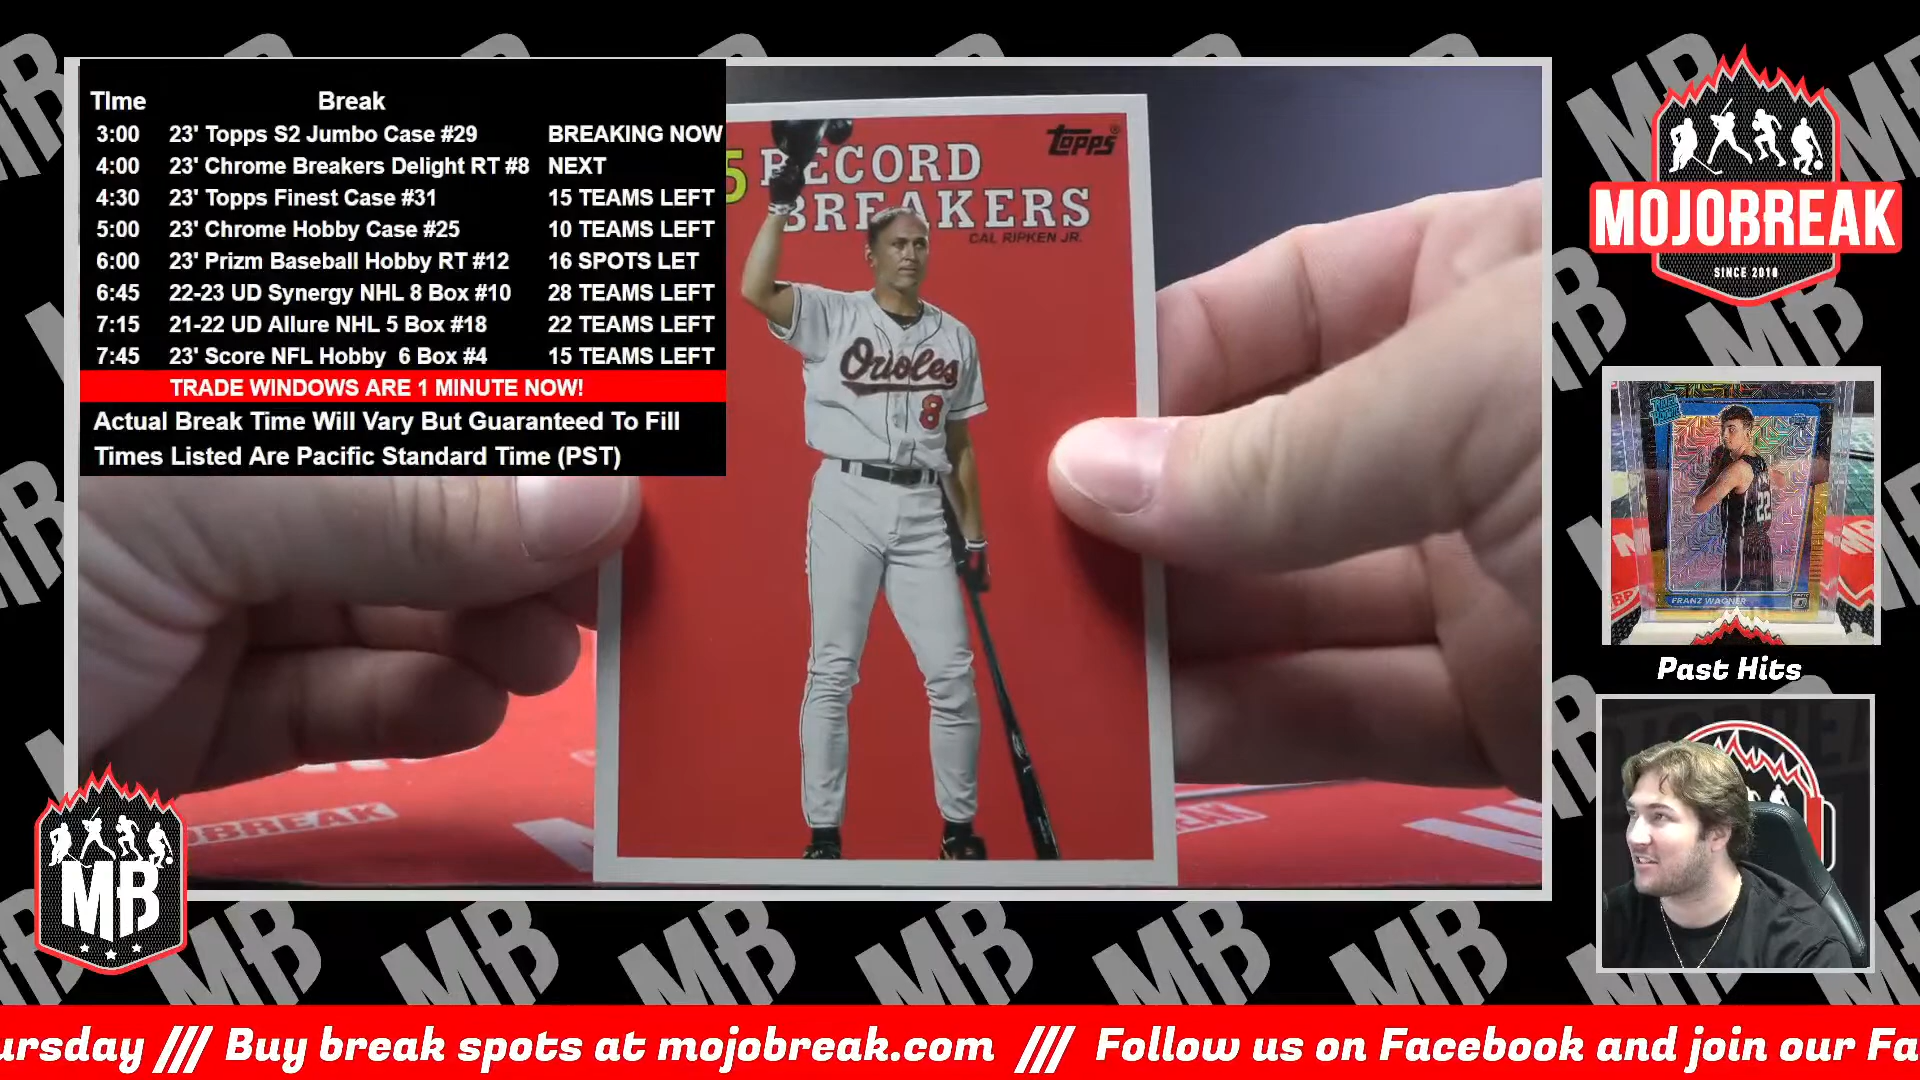 TIme Break
3:00 23' Topps S2 Jumbo Case #29 BREAKING NOW
4:00 23' Chrome Breakers Delight RT #8 NEXT
4:30 23' Topps Finest Case #31 15 TEAMS LEFT
5:00 23' Chrome Hobby Case #25 10 TEAMS LEFT
6:00 23' Prizm Baseball Hobby RT #12 16 SPOTS LET
6:45 22-23 UD Synergy NHL 8 Box #10 28 TEAMS LEFT
7:15 21-22 UD Allure NHL 5 Box #18 22 TEAMS LEFT
7:45 23' Score NFL Hobby 6 Box #4 15 TEAMS LEFT
TRADE WINDOWS ARE 1 MINUTE NOW!
Actual Break Time Will Vary But Guaranteed To Fill
Times Listed Are Pacific Standard Time (PST)
Topps
5 RECORD
BREAKERS
CAL RIPKEN JR.
Orioles
8
MOJOBREAK
SINCE 2010
22
FRANZ WAGNER
Past Hits
OBREAK
REAK
MB
ursday /// Buy break spots at mojobreak.com /// Follow us on Facebook and join our Fa